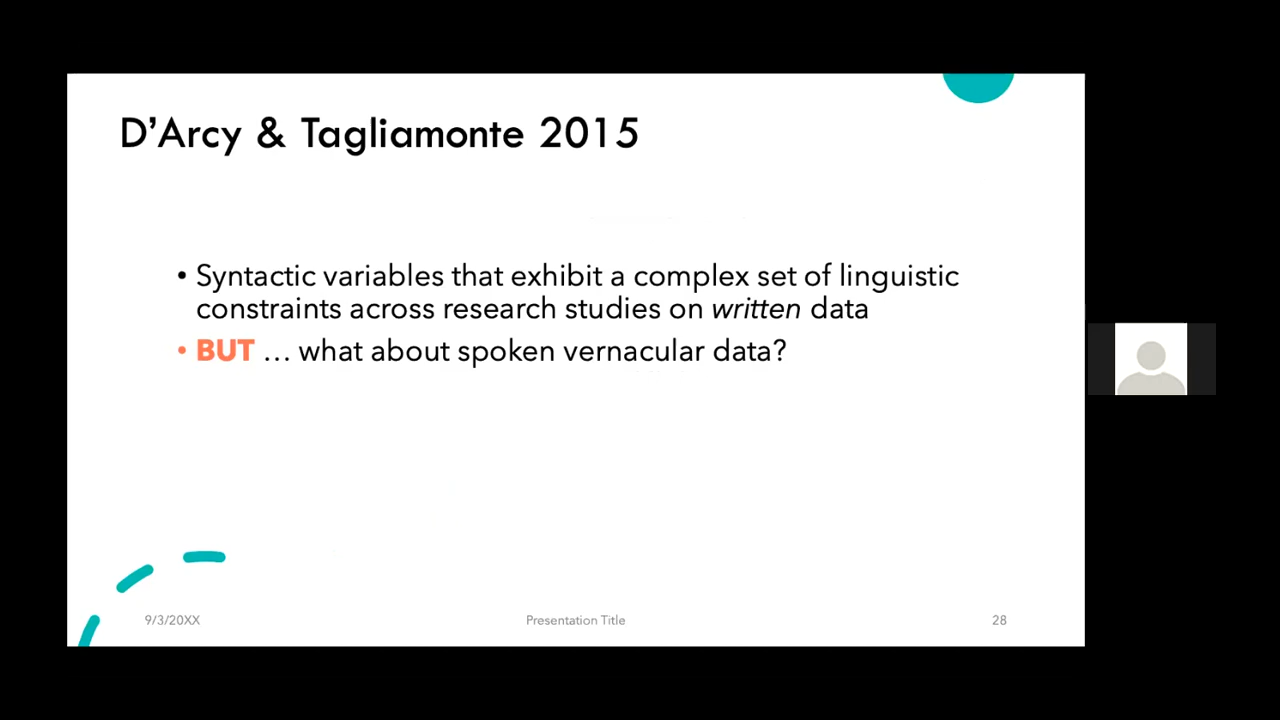 D’Arcy & Tagliamonte 2015
• Syntactic variables that exhibit a complex set of linguistic
constraints across research studies on written data
• BUT … what about spoken vernacular data?
9/3/20XX
Presentation Title
28